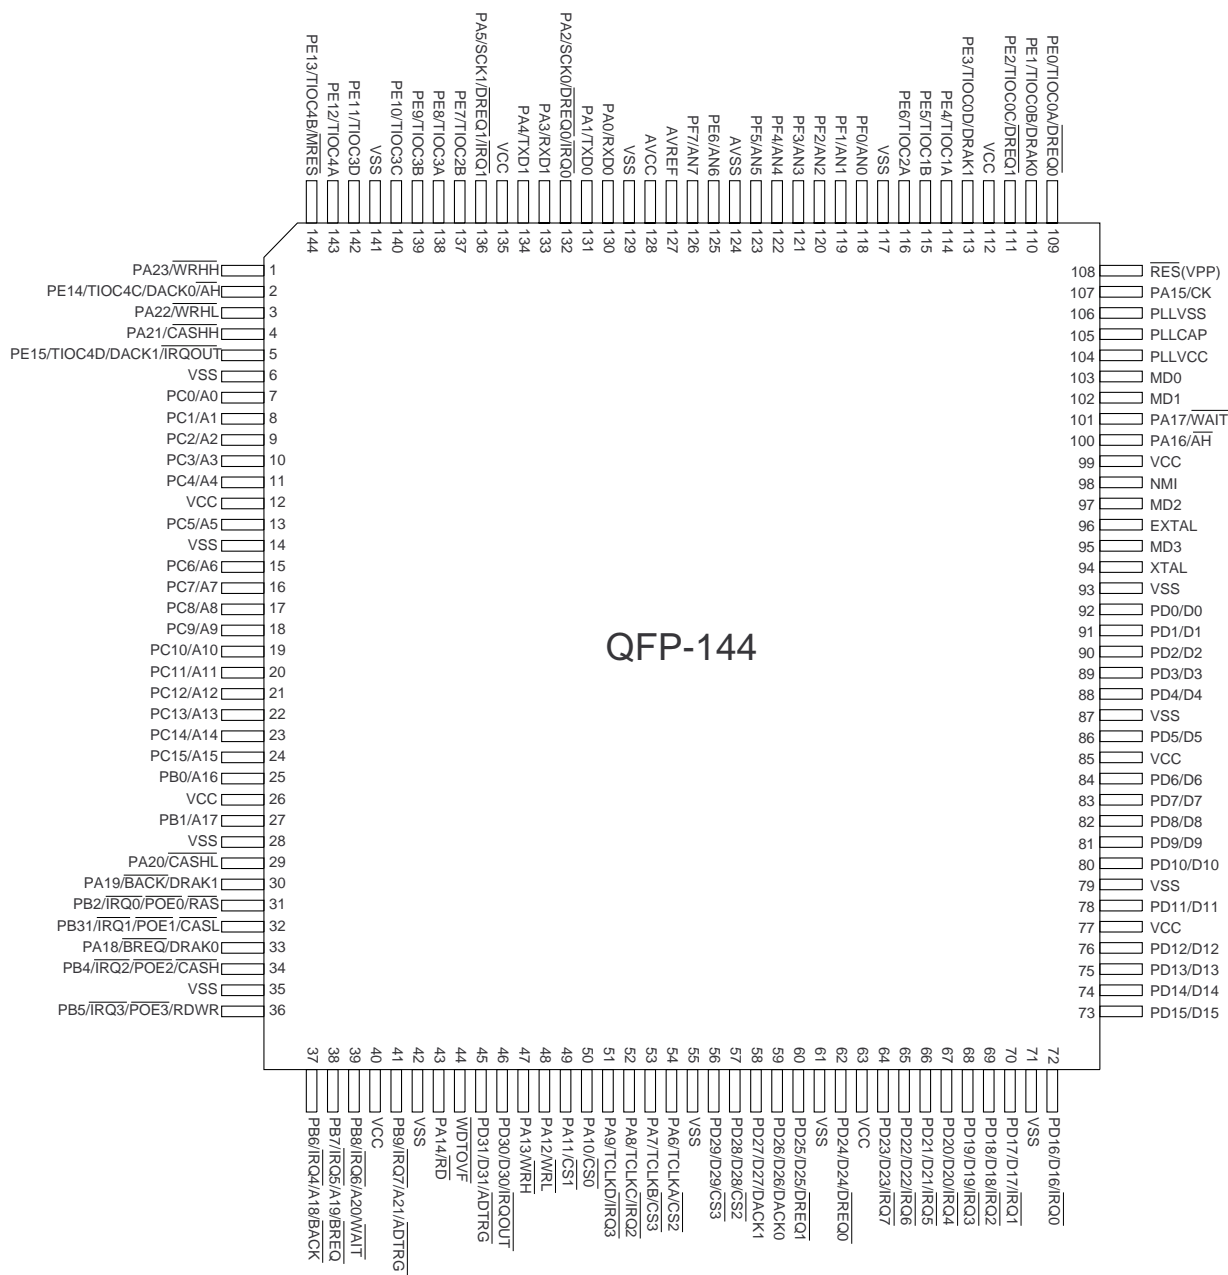 PE13/TIOC4B/MRES
PE12/TIOC4A
PE11/TIOC3D
VSS
PE10/TIOC3C
PE9/TIOC3B
PE8/TIOC3A
PE7/TIOC2B
PA5/SCK1/DREQ1/IRQ1
VCC
PA4/TXD1
PA3/RXD1
PA2/SCK0/DREQ0/IRQ0
PA1/TXD0
PA0/RXD0
VSS
AVCC
AVREF
PF7/AN7
PE6/AN6
AVSS
PF5/AN5
PF4/AN4
PF3/AN3
PF2/AN2
PF1/AN1
PF0/AN0
VSS
PE6/TIOC2A
PE5/TIOC1B
PE4/TIOC1A
PE3/TIOC0D/DRAK1
VCC
PE2/TIOC0C/DREQ1
PE1/TIOC0B/DRAK0
PE0/TIOC0A/DREQ0
144 143 142 141 140 139 138 137 136 135 134 133 132 131 130 129 128 127 126 125 124 123 122 121 120 119 118 117 116 115 114 113 112 111 110 109
PA23/WRHH 1
PE14/TIOC4C/DACK0/AH 2
PA22/WRHL 3
PA21/CASHH 4
PE15/TIOC4D/DACK1/IRQOUT 5
VSS 6
PC0/A0 7
PC1/A1 8
PC2/A2 9
PC3/A3 10
PC4/A4 11
VCC 12
PC5/A5 13
VSS 14
PC6/A6 15
PC7/A7 16
PC8/A8 17
PC9/A9 18
PC10/A10 19
PC11/A11 20
PC12/A12 21
PC13/A13 22
PC14/A14 23
PC15/A15 24
PB0/A16 25
VCC 26
PB1/A17 27
VSS 28
PA20/CASHL 29
PA19/BACK/DRAK1 30
PB2/IRQ0/POE0/RAS 31
PB31/IRQ1/POE1/CASL 32
PA18/BREQ/DRAK0 33
PB4/IRQ2/POE2/CASH 34
VSS 35
PB5/IRQ3/POE3/RDWR 36
QFP-144
108 RES(VPP)
107 PA15/CK
106 PLLVSS
105 PLLCAP
104 PLLVCC
103 MD0
102 MD1
101 PA17/WAIT
100 PA16/AH
99 VCC
98 NMI
97 MD2
96 EXTAL
95 MD3
94 XTAL
93 VSS
92 PD0/D0
91 PD1/D1
90 PD2/D2
89 PD3/D3
88 PD4/D4
87 VSS
86 PD5/D5
85 VCC
84 PD6/D6
83 PD7/D7
82 PD8/D8
81 PD9/D9
80 PD10/D10
79 VSS
78 PD11/D11
77 VCC
76 PD12/D12
75 PD13/D13
74 PD14/D14
73 PD15/D15
37 38 39 40 41 42 43 44 45 46 47 48 49 50 51 52 53 54 55 56 57 58 59 60 61 62 63 64 65 66 67 68 69 70 71 72
PB6/IRQ4/A18/BACK
PB7/IRQ5/A19/BREQ
PB8/IRQ6/A20/WAIT
VCC
PB9/IRQ7/A21/ADTRG
VSS
PA14/RD
WDTOVF
PD31/D31/ADTRG
PD30/D30/IRQOUT
PA13/WRH
PA12/WRL
PA11/CS1
PA10/CS0
PA9/TCLKD/IRQ3
PA8/TCLKC/IRQ2
PA7/TCLKB/CS3
PA6/TCLKA/CS2
VSS
PD29/D29/CS3
PD28/D28/CS2
PD27/D27/DACK1
PD26/D26/DACK0
PD25/D25/DREQ1
VSS
PD24/D24/DREQ0
VCC
PD23/D23/IRQ7
PD22/D22/IRQ6
PD21/D21/IRQ5
PD20/D20/IRQ4
PD19/D19/IRQ3
PD18/D18/IRQ2
PD17/D17/IRQ1
VSS
PD16/D16/IRQ0